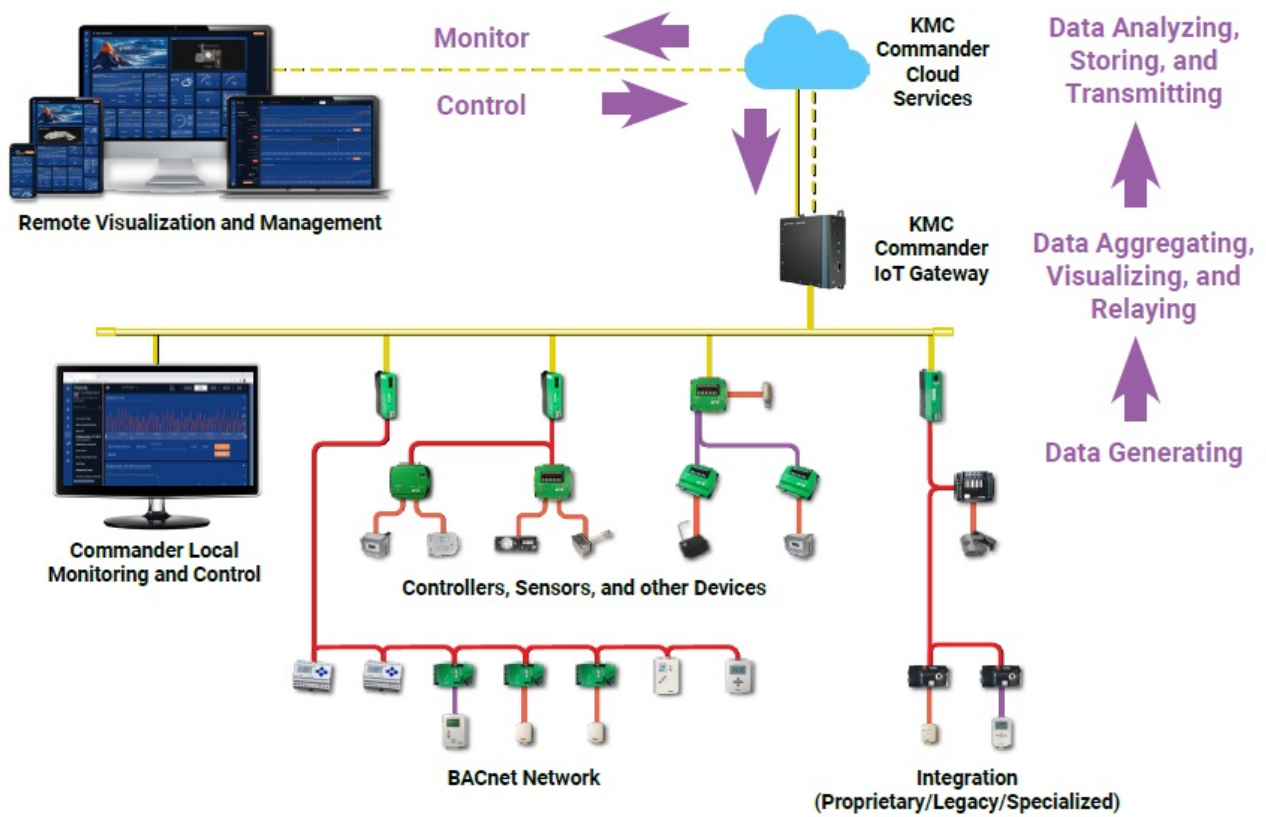 Monitor
Control
KMC
Commander
Cloud
Services
Data Analyzing,
Storing, and
Transmitting
Remote Visualization and Management
KMC
Commander
IoT Gateway
Data Aggregating,
Visualizing, and
Relaying
Data Generating
Commander Local
Monitoring and Control
Controllers, Sensors, and other Devices
BACnet Network
Integration
(Proprietary/Legacy/Specialized)